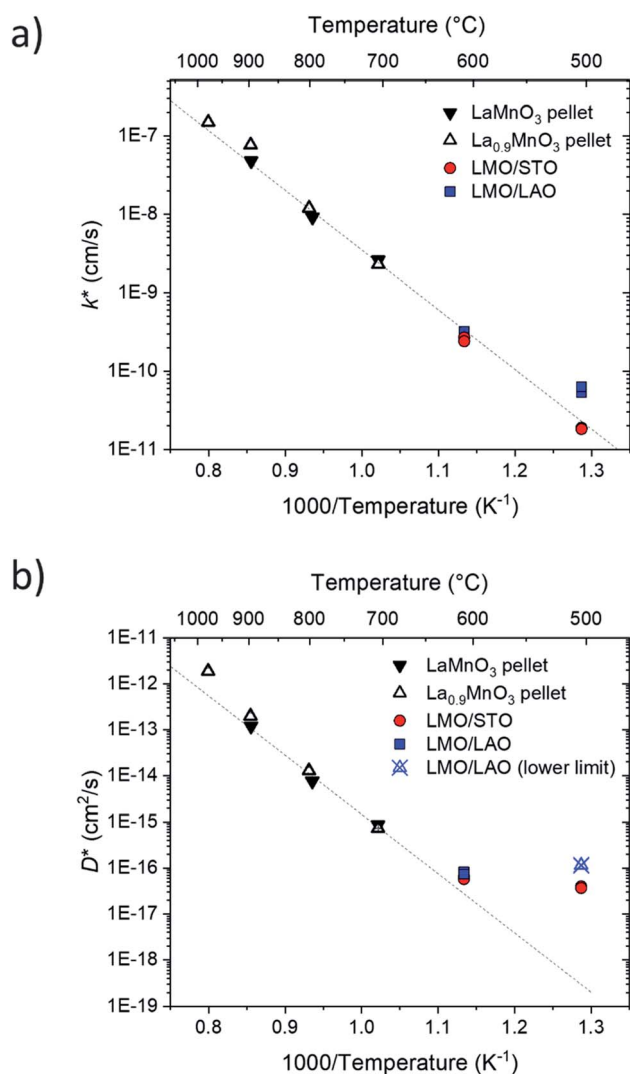 a)
Temperature (°C)
1000 900 800 700 600 500
1E-7
1E-8
1E-9
1E-10
1E-11
k* (cm/s)
LaMnO₃ pellet
La₀.₉MnO₃ pellet
LMO/STO
LMO/LAO
0.8 0.9 1.0 1.1 1.2 1.3
1000/Temperature (K⁻¹)
b)
Temperature (°C)
1000 900 800 700 600 500
1E-11
1E-12
1E-13
1E-14
1E-15
1E-16
1E-17
1E-18
1E-19
D* (cm²/s)
LaMnO₃ pellet
La₀.₉MnO₃ pellet
LMO/STO
LMO/LAO
LMO/LAO (lower limit)
0.8 0.9 1.0 1.1 1.2 1.3
1000/Temperature (K⁻¹)